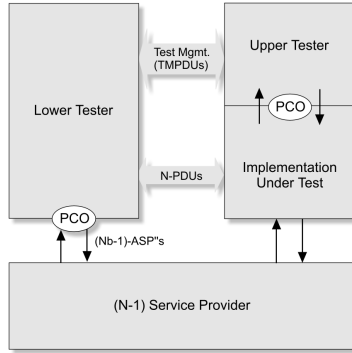 Test Mgmt.
(TMPDUs)
Upper Tester
Lower Tester
PCO
N-PDUs
Implementation
Under Test
PCO
(Nb-1)-ASP"s
(N-1) Service Provider